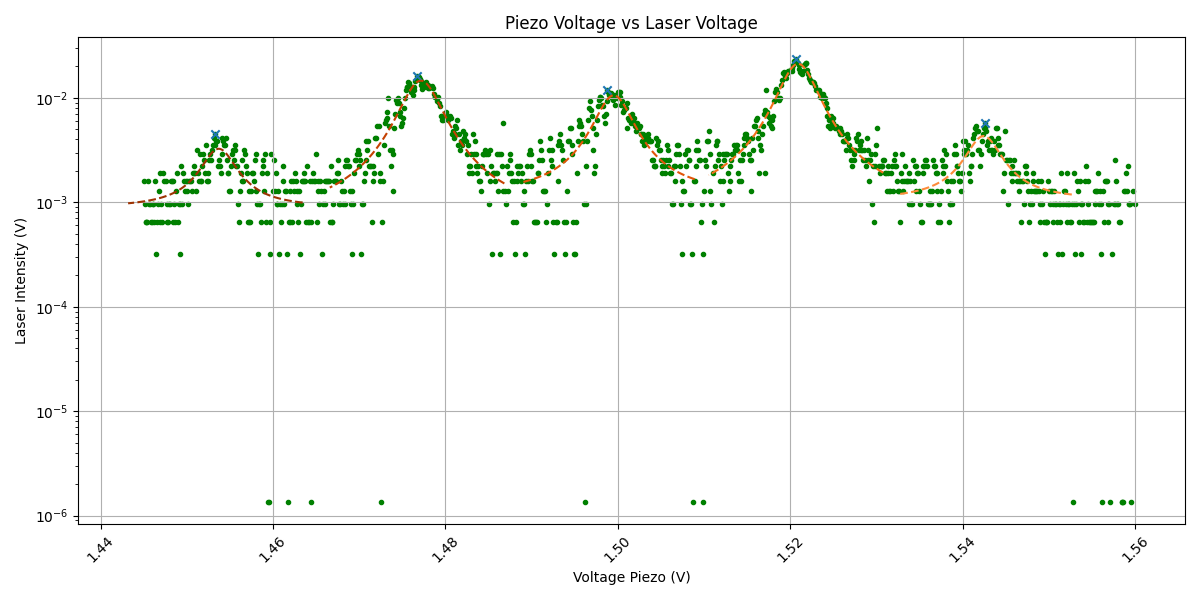 Piezo Voltage vs Laser Voltage
Laser Intensity (V)
10⁻²
10⁻³
10⁻⁴
10⁻⁵
10⁻⁶
1.44 1.46 1.48 1.50 1.52 1.54 1.56
Voltage Piezo (V)